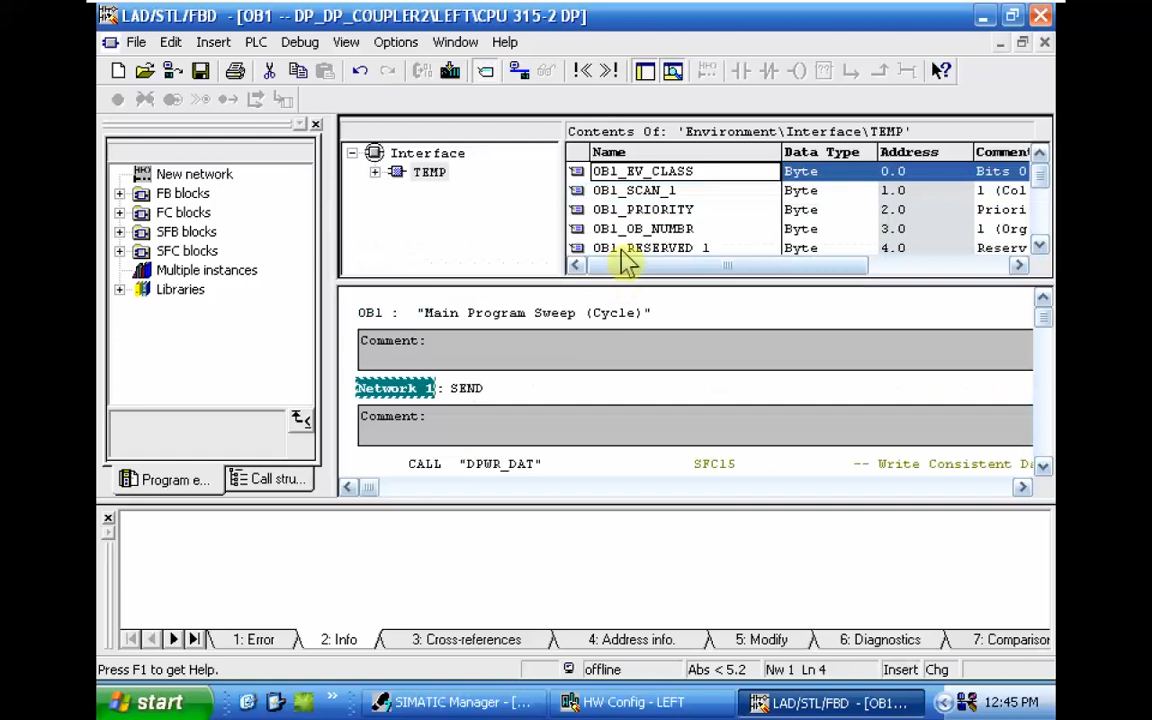 LAD/STL/FBD - [OB1 -- DP_DP_COUPLER2\LEFT\CPU 315-2 DP]
File Edit Insert PLC Debug View Options Window Help
New network
FB blocks
FC blocks
SFB blocks
SFC blocks
Multiple instances
Libraries
Program e...
Call stru...
Interface
TEMP
Contents Of: 'Environment\Interface\TEMP'
Name Data Type Address Comment
OB1_EV_CLASS Byte 0.0 Bits 0
OB1_SCAN_1 Byte 1.0 1 (Col
OB1_PRIORITY Byte 2.0 Priori
OB1_OB_NUMBR Byte 3.0 1 (Org
OB1_RESERVED_1 Byte 4.0 Reserv
OB1 : "Main Program Sweep (Cycle)"
Comment:
Network 1: SEND
Comment:
CALL "DPWR_DAT" SFC15 -- Write Consistent Da
1: Error 2: Info 3: Cross-references 4: Address info. 5: Modify 6: Diagnostics 7: Comparison
Press F1 to get Help. offline Abs < 5.2 Nw 1 Ln 4 Insert Chg
start SIMATIC Manager - [... HW Config - LEFT LAD/STL/FBD - [OB1... 12:45 PM